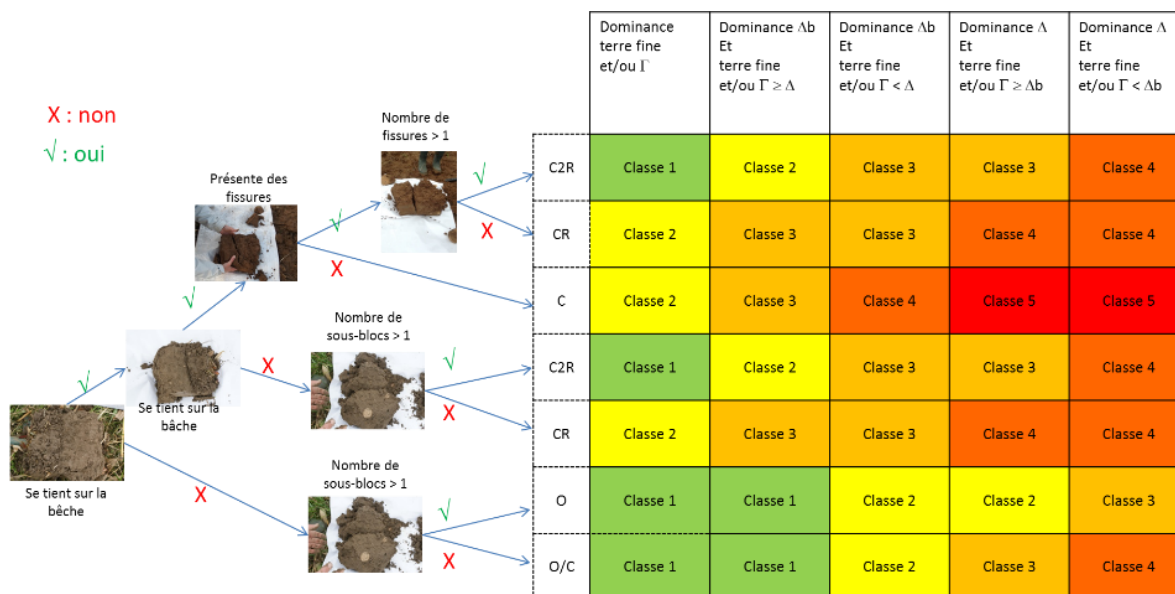 X : non
√ : oui
Se tient sur la
bêche
√
X
Se tient sur la
bâche
√
X
Présente des
fissures
√
X
Nombre de
fissures > 1
√
X
Nombre de
sous-blocs > 1
√
X
Nombre de
sous-blocs > 1
√
X
Dominance
terre fine
et/ou Γ
Dominance Δb
Et
terre fine
et/ou Γ ≥ Δ
Dominance Δb
Et
terre fine
et/ou Γ < Δ
Dominance Δ
Et
terre fine
et/ou Γ ≥ Δb
Dominance Δ
Et
terre fine
et/ou Γ < Δb
C2R Classe 1 Classe 2 Classe 3 Classe 3 Classe 4
CR Classe 2 Classe 3 Classe 3 Classe 4 Classe 4
C Classe 2 Classe 3 Classe 4 Classe 5 Classe 5
C2R Classe 1 Classe 2 Classe 3 Classe 3 Classe 4
CR Classe 2 Classe 3 Classe 3 Classe 4 Classe 4
O Classe 1 Classe 1 Classe 2 Classe 2 Classe 3
O/C Classe 1 Classe 1 Classe 2 Classe 3 Classe 4